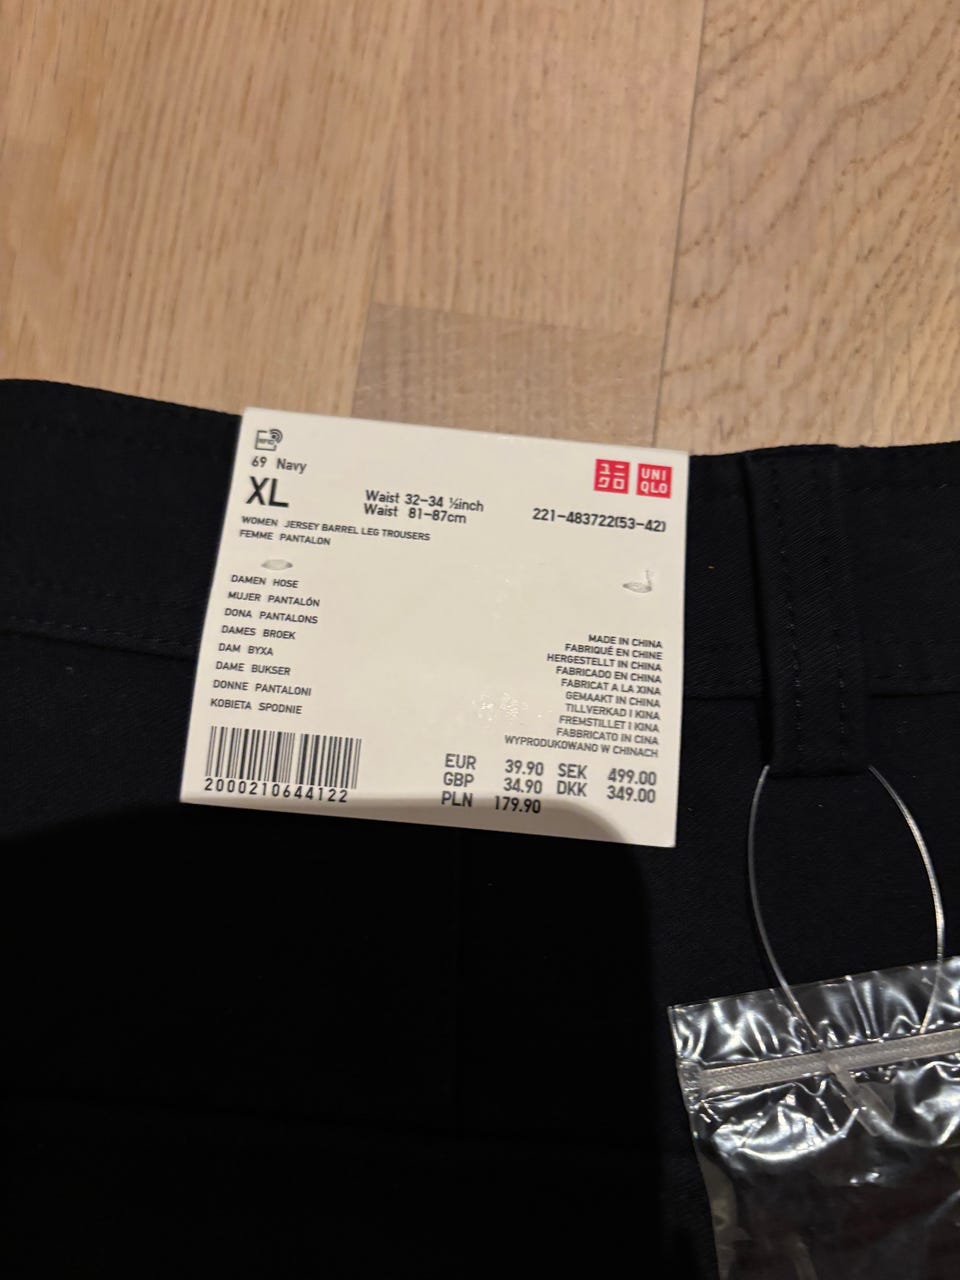 RFID
69 Navy
XL
Waist 32-34 ½inch
Waist 81-87cm
ユニ
クロ
UNI
QLO
221-483722(53-42)
WOMEN JERSEY BARREL LEG TROUSERS
FEMME PANTALON
DAMEN HOSE
MUJER PANTALÓN
DONA PANTALONS
DAMES BROEK
DAM BYXA
DAME BUKSER
DONNE PANTALONI
KOBIETA SPODNIE
MADE IN CHINA
FABRIQUÉ EN CHINE
HERGESTELLT IN CHINA
FABRICADO EN CHINA
FABRICAT A LA XINA
GEMAAKT IN CHINA
TILLVERKAD I KINA
FREMSTILLET I KINA
FABBRICATO IN CINA
WYPRODUKOWANO W CHINACH
2000210644122
EUR 39.90 SEK 499.00
GBP 34.90 DKK 349.00
PLN 179.90